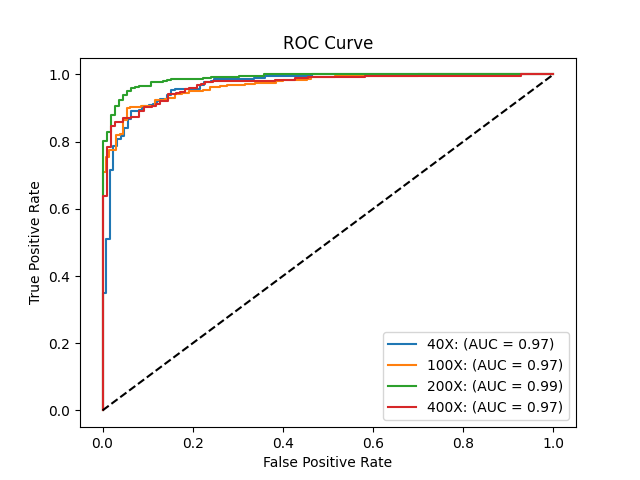 ROC Curve
True Positive Rate
1.0
0.8
0.6
0.4
0.2
0.0
40X: (AUC = 0.97)
100X: (AUC = 0.97)
200X: (AUC = 0.99)
400X: (AUC = 0.97)
0.0 0.2 0.4 0.6 0.8 1.0
False Positive Rate